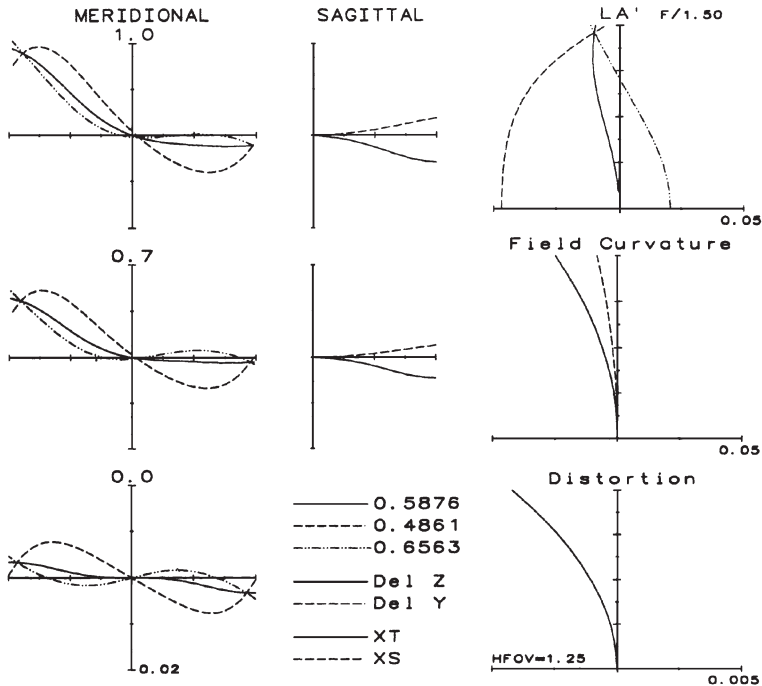 MERIDIONAL
1.0
SAGITTAL
LA' F/1.50
0.05
0.7
Field Curvature
0.05
0.0
0.02
0.5876
0.4861
0.6563
Del Z
Del Y
XT
XS
Distortion
HFOV=1.25
0.005